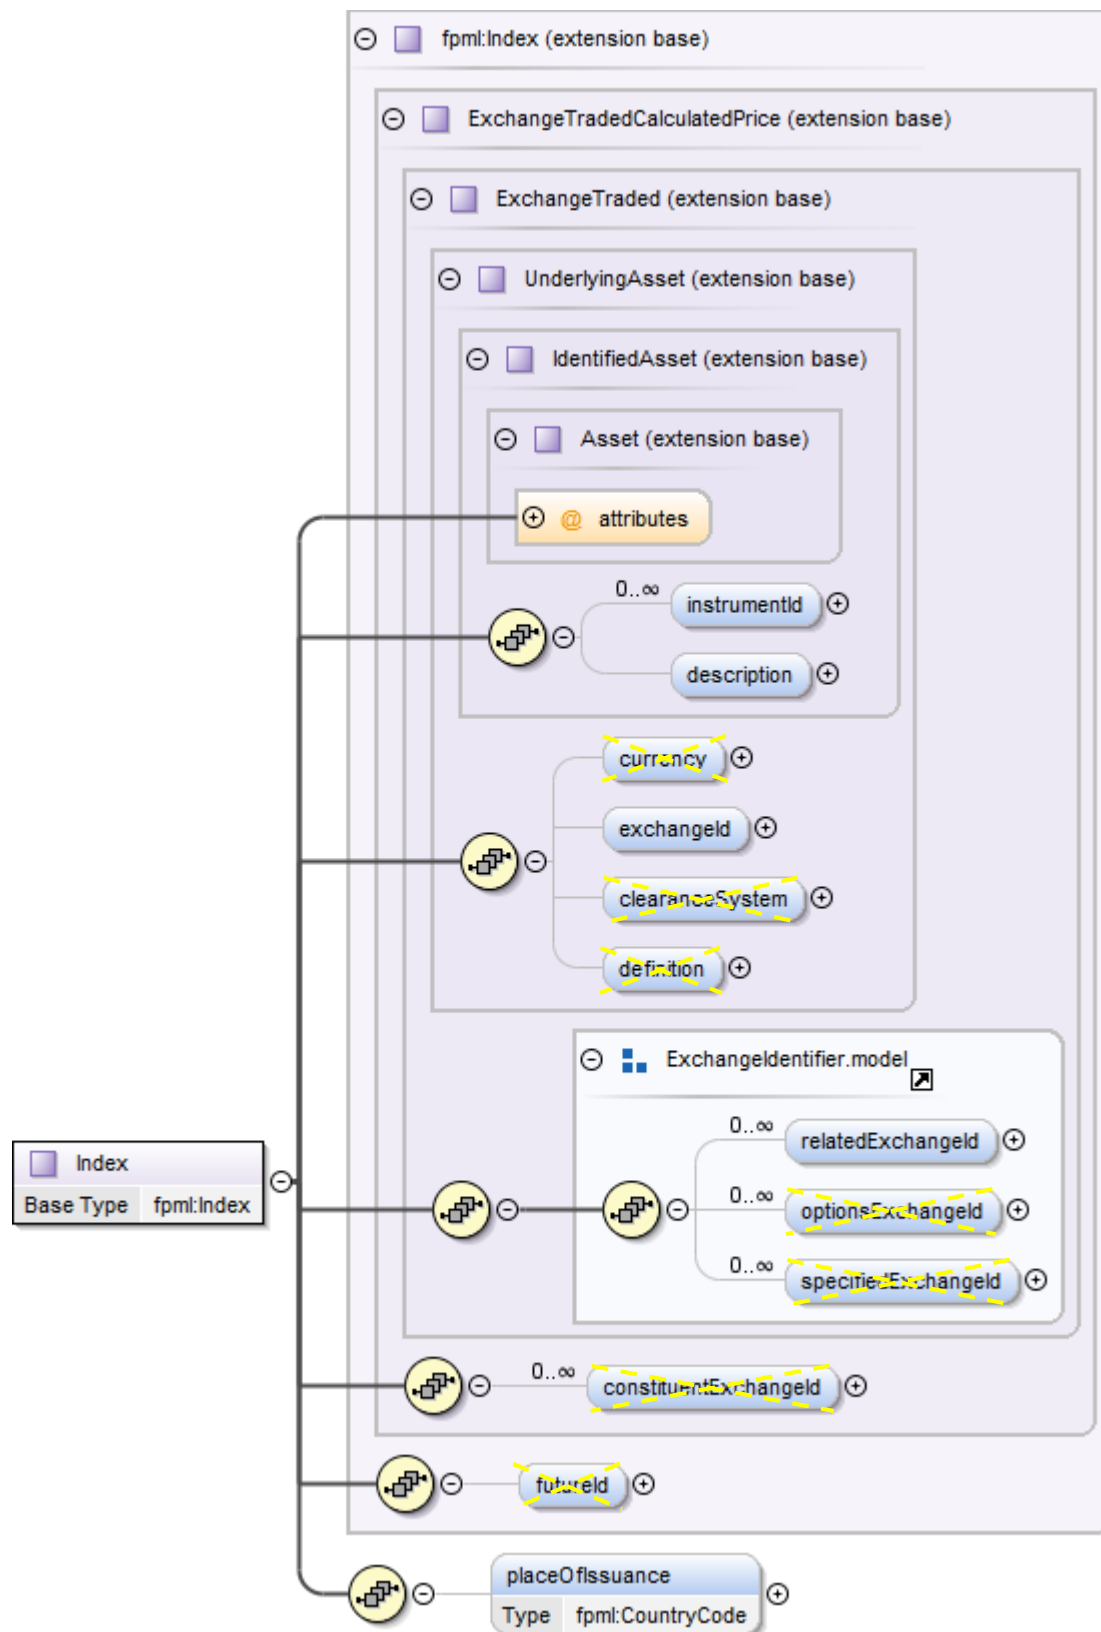 fpml:Index (extension base)
ExchangeTradedCalculatedPrice (extension base)
ExchangeTraded (extension base)
UnderlyingAsset (extension base)
IdentifiedAsset (extension base)
Asset (extension base)
@ attributes
0..∞
instrumentId
description
currency
exchangeId
clearanceSystem
definition
ExchangeIdentifier.model
0..∞
relatedExchangeId
0..∞
optionsExchangeId
0..∞
specifiedExchangeId
Index
Base Type fpml:Index
0..∞
constituentExchangeId
futureId
placeOfIssuance
Type fpml:CountryCode